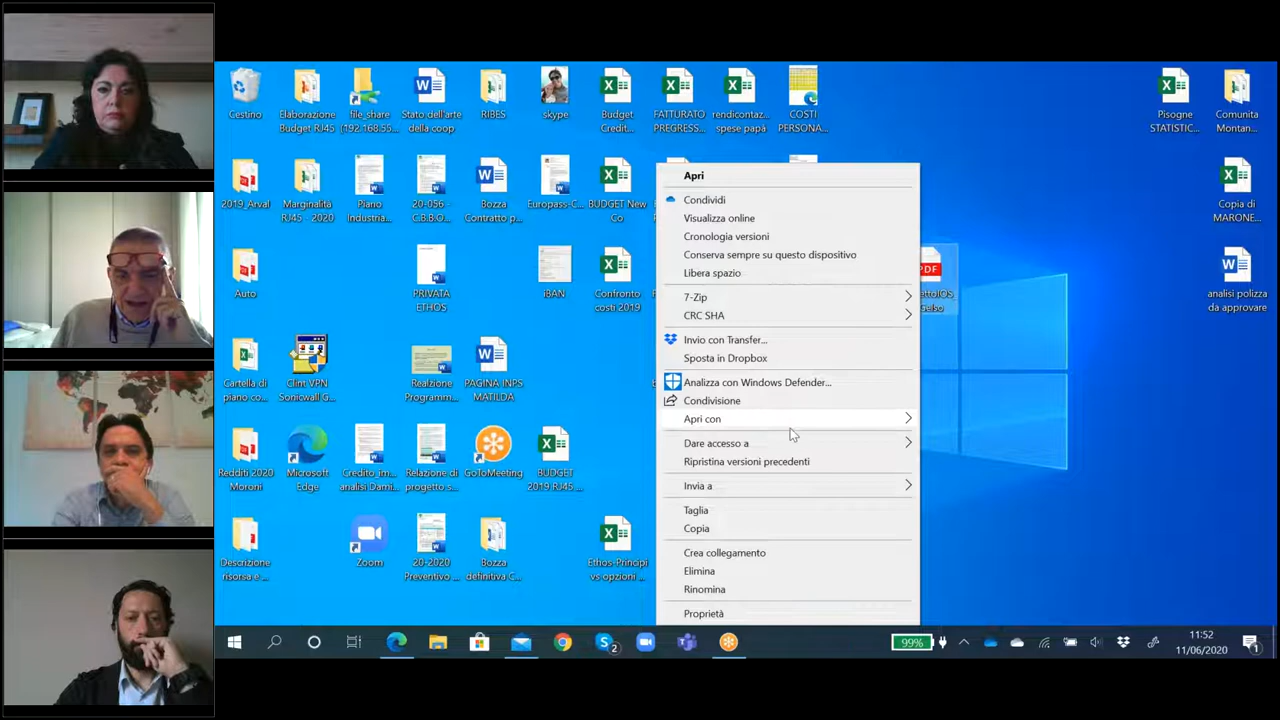 Cestino
Elaborazione
Budget RJ45
file_share
(192.168.55...
Stato dell'arte
della coop
RIBES
skype
Budget
Credit...
FATTURATO
PREGRESS...
rendicontaz...
spese papà
COSTI
PERSONA...
Pisogne
STATISTIC...
Comunita
Montan...
2019_Arval
Marginalità
RJ45 2020
Piano
Industria...
20-056 -
C.B.B.O...
Bozza
Contratto p...
Europass-C...
BUDGET New
Co
Copia di
MARONE...
Auto
PRIVATA
ETHOS
iBAN
Confronto
costi 2019
PDF
analisi polizza
da approvare
Cartella di
piano co...
Clint VPN
Sonicwall G...
Realzione
Programm...
PAGINA INPS
MATILDA
Redditi 2020
Moroni
Microsoft
Edge
Credito_im...
analisi Dami...
Relazione di
progetto s...
GoToMeeting
BUDGET
2019 RJ45 ...
Descrizione
risorsa e ...
Zoom
20-2020
Preventivo ...
Bozza
definitiva C...
Ethos-Principi
vs opzioni ...
Apri
Condividi
Visualizza online
Cronologia versioni
Conserva sempre su questo dispositivo
Libera spazio
7-Zip
CRC SHA
Invio con Transfer...
Sposta in Dropbox
Analizza con Windows Defender...
Condivisione
Apri con
Dare accesso a
Ripristina versioni precedenti
Invia a
Taglia
Copia
Crea collegamento
Elimina
Rinomina
Proprietà
2
99%
11:52
11/06/2020
1